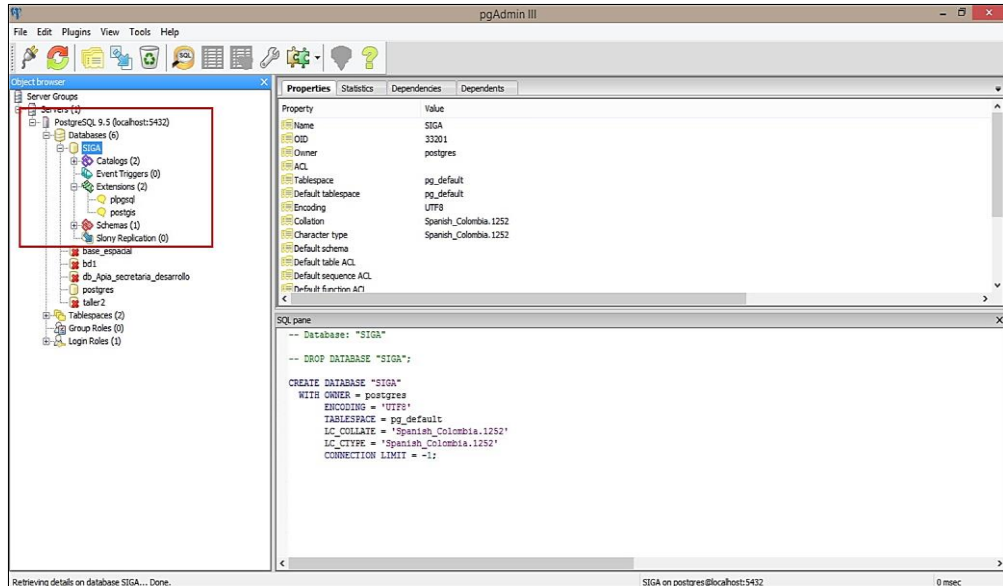 pgAdmin III
File Edit Plugins View Tools Help
SQL
Object browser
Server Groups
Servers (1)
PostgreSQL 9.5 (localhost:5432)
Databases (6)
SIGA
Catalogs (2)
Event Triggers (0)
Extensions (2)
plpgsql
postgis
Schemas (1)
Slony Replication (0)
base_espacial
bd1
db_Apia_secretaria_desarrollo
postgres
taller2
Tablespaces (2)
Group Roles (0)
Login Roles (1)
Properties Statistics Dependencies Dependents
Property Value
Name SIGA
OID 33201
Owner postgres
ACL
Tablespace pg_default
Default tablespace pg_default
Encoding UTF8
Collation Spanish_Colombia.1252
Character type Spanish_Colombia.1252
Default schema
Default table ACL
Default sequence ACL
Default function ACL
SQL pane
-- Database: "SIGA"
-- DROP DATABASE "SIGA";
CREATE DATABASE "SIGA"
WITH OWNER = postgres
ENCODING = 'UTF8'
TABLESPACE = pg_default
LC_COLLATE = 'Spanish_Colombia.1252'
LC_CTYPE = 'Spanish_Colombia.1252'
CONNECTION LIMIT = -1;
Retrieving details on database SIGA... Done. SIGA on postgres@localhost:5432 0 msec